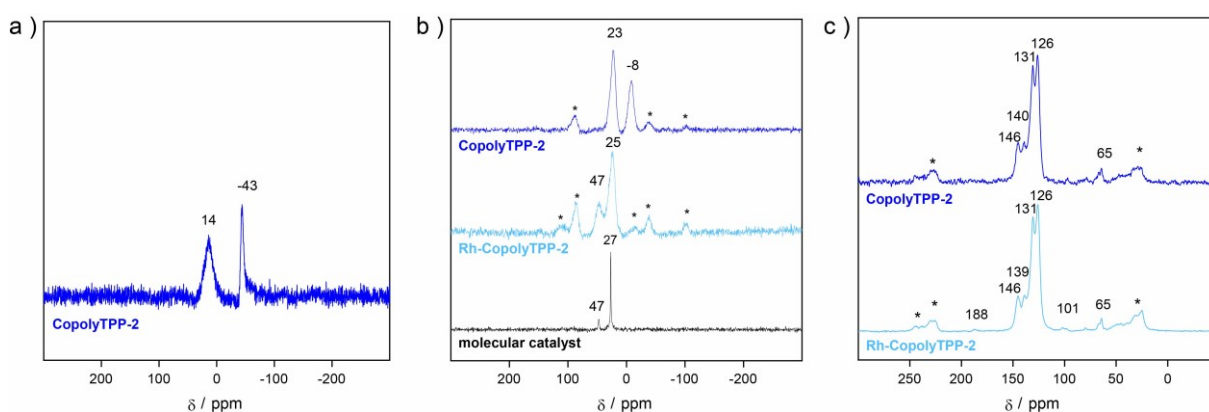 a )
14
-43
CopolyTPP-2
200 100 0 -100 -200
δ / ppm
b )
23
-8
* * *
CopolyTPP-2
25
47
* * * * *
Rh-CopolyTPP-2
27
47
molecular catalyst
200 100 0 -100 -200
δ / ppm
c )
126
131
140
146
65
* *
CopolyTPP-2
126
131
139
146
188 101 65
* * *
Rh-CopolyTPP-2
250 200 150 100 50 0
δ / ppm